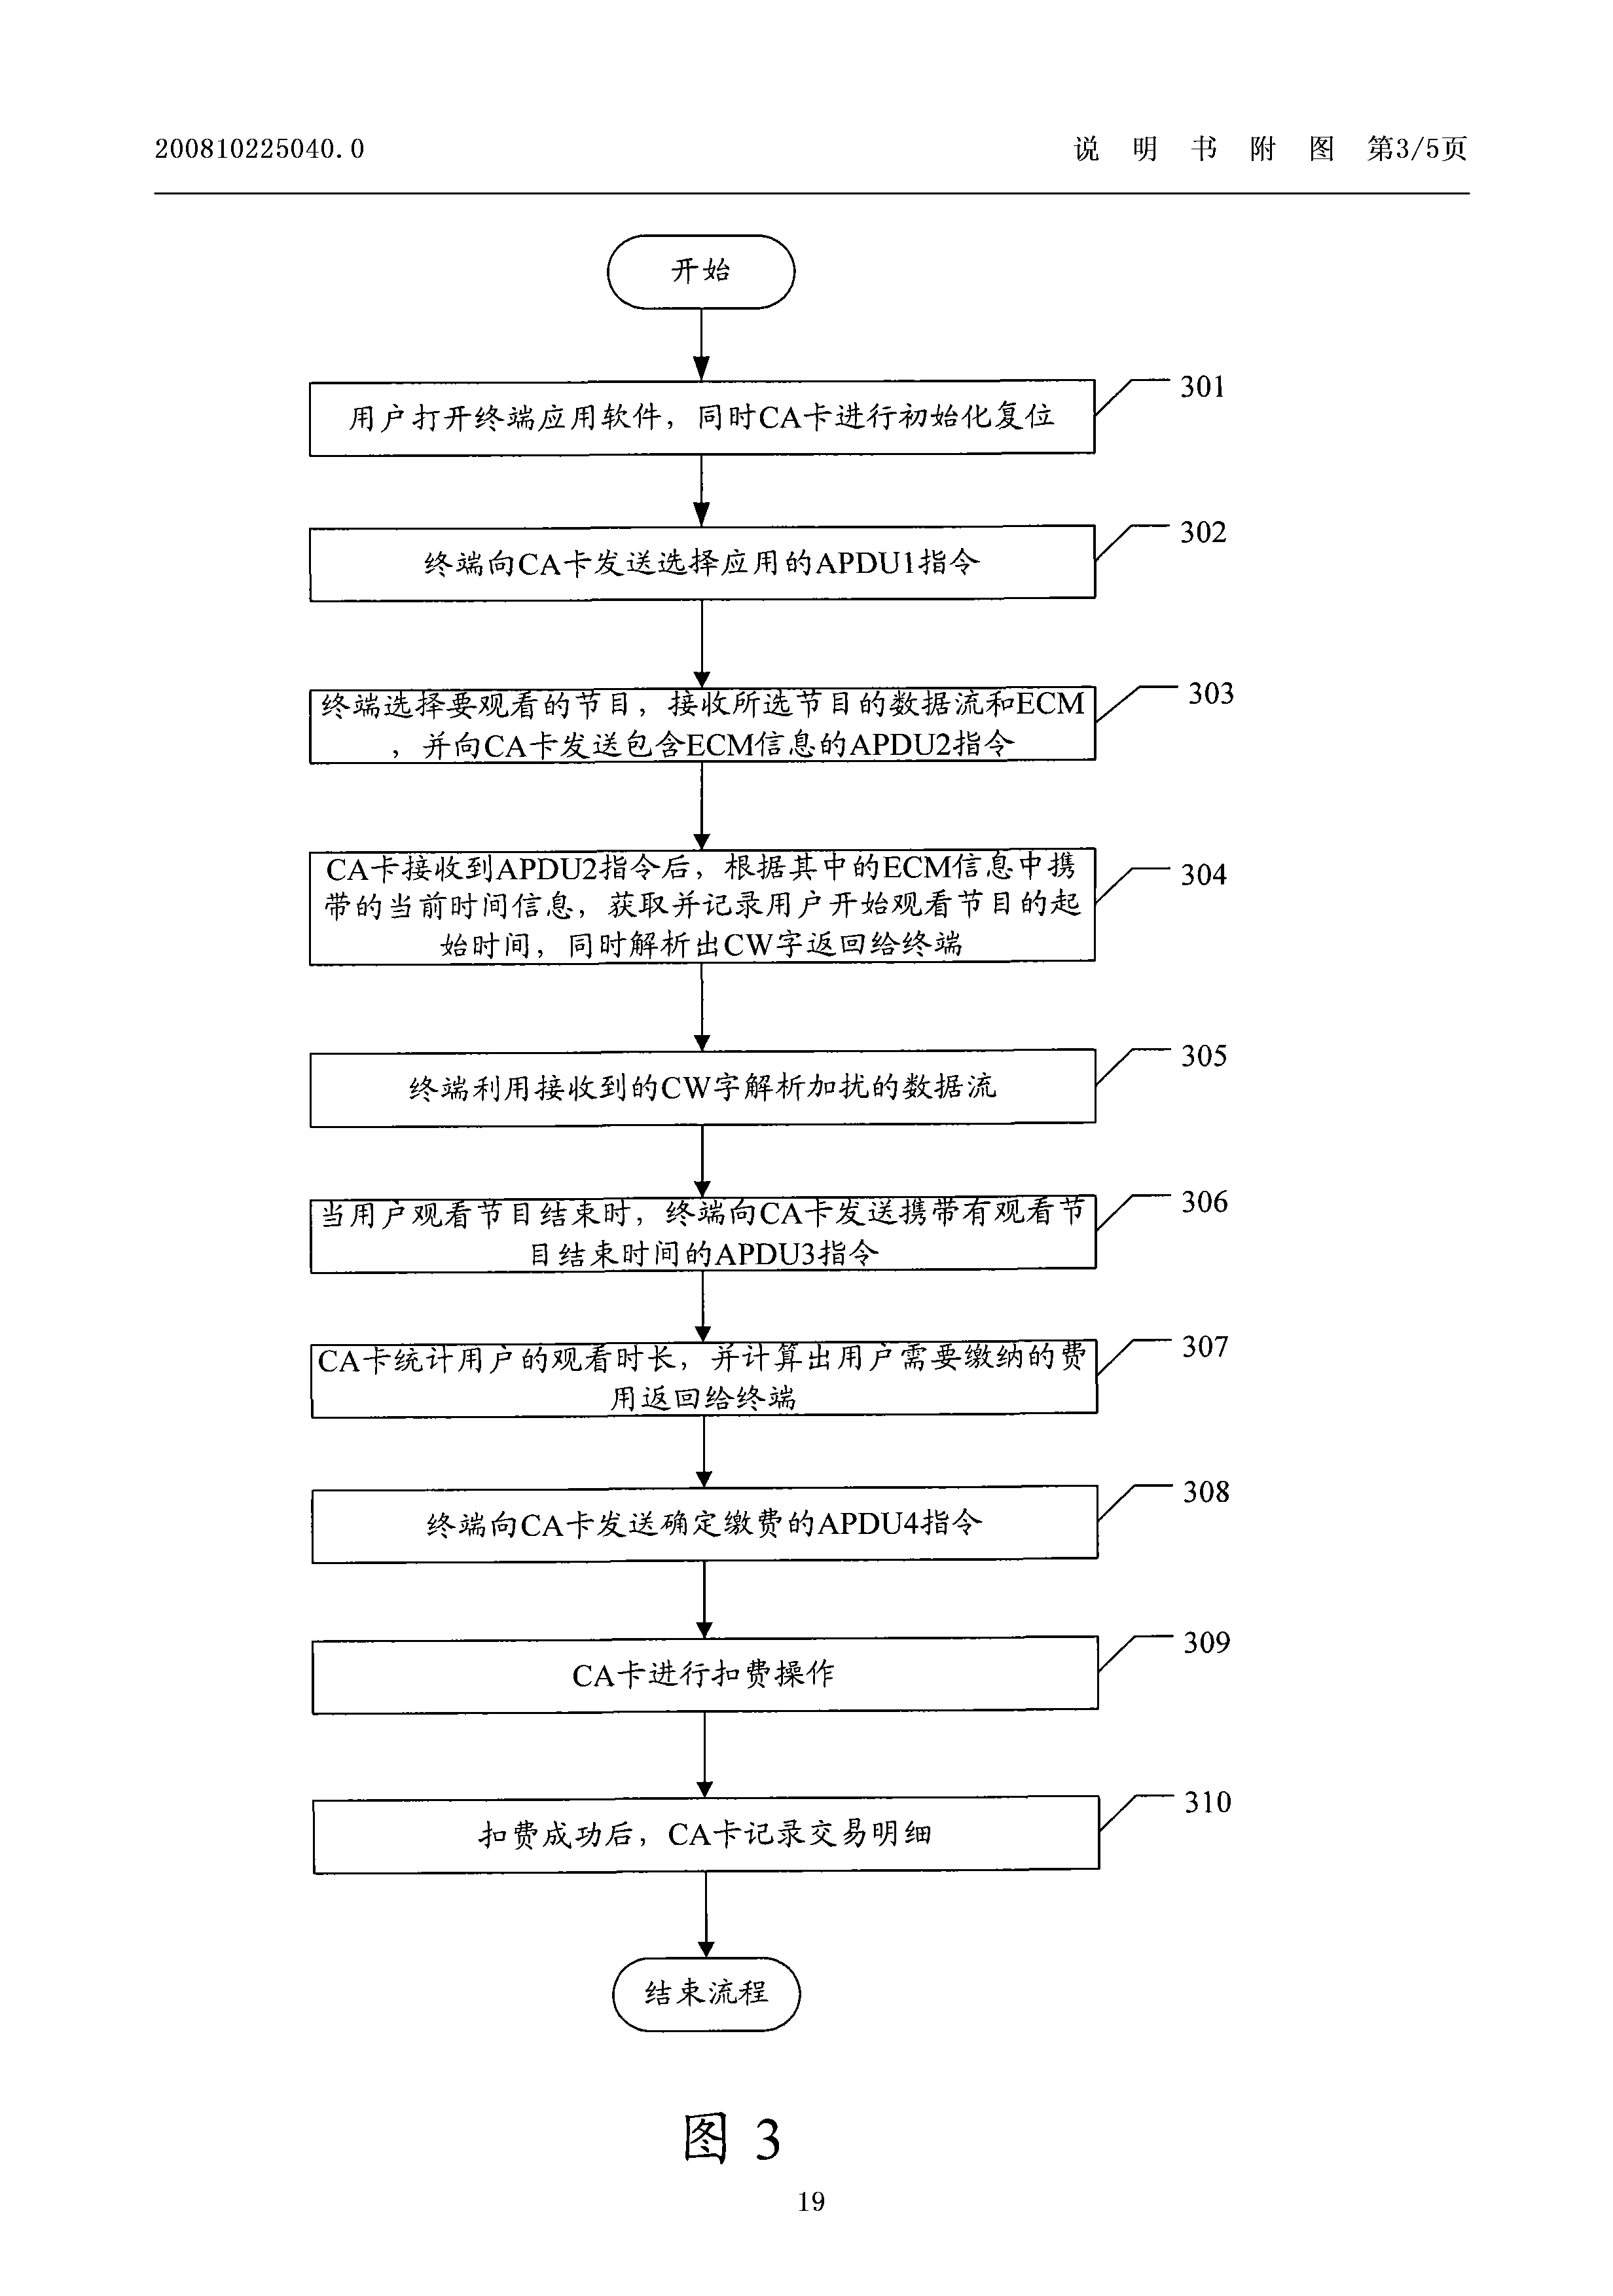 200810225040.0
说 明 书 附 图 第3/5页
开始
用户打开终端应用软件，同时CA卡进行初始化复位
301
终端向CA卡发送选择应用的APDU1指令
302
终端选择要观看的节目，接收所选节目的数据流和ECM
，并向CA卡发送包含ECM信息的APDU2指令
303
CA卡接收到APDU2指令后，根据其中的ECM信息中携
带的当前时间信息，获取并记录用户开始观看节目的起
始时间，同时解析出CW字返回给终端
304
终端利用接收到的CW字解析加扰的数据流
305
当用户观看节目结束时，终端向CA卡发送携带有观看节
目结束时间的APDU3指令
306
CA卡统计用户的观看时长，并计算出用户需要缴纳的费
用返回给终端
307
终端向CA卡发送确定缴费的APDU4指令
308
CA卡进行扣费操作
309
扣费成功后，CA卡记录交易明细
310
结束流程
图 3
19